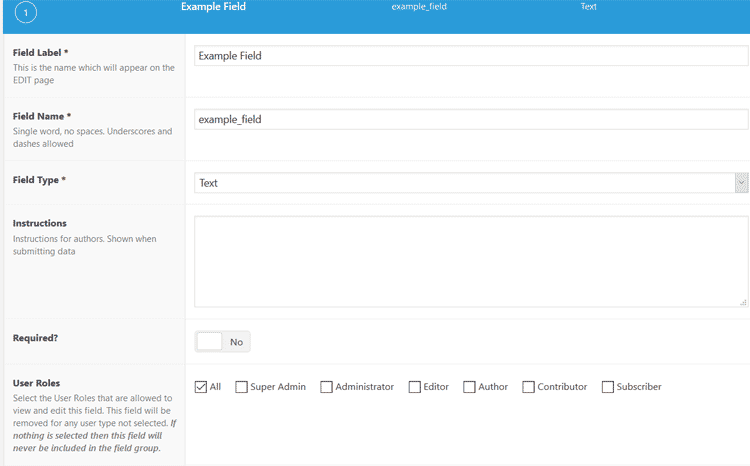 1 Example Field example_field Text
Field Label *
This is the name which will appear on the
EDIT page
Example Field
Field Name *
Single word, no spaces. Underscores and
dashes allowed
example_field
Field Type *
Text
Instructions
Instructions for authors. Shown when
submitting data
Required?
No
User Roles
Select the User Roles that are allowed to
view and edit this field. This field will be
removed for any user type not selected. If
nothing is selected then this field will
never be included in the field group.
All Super Admin Administrator Editor Author Contributor Subscriber